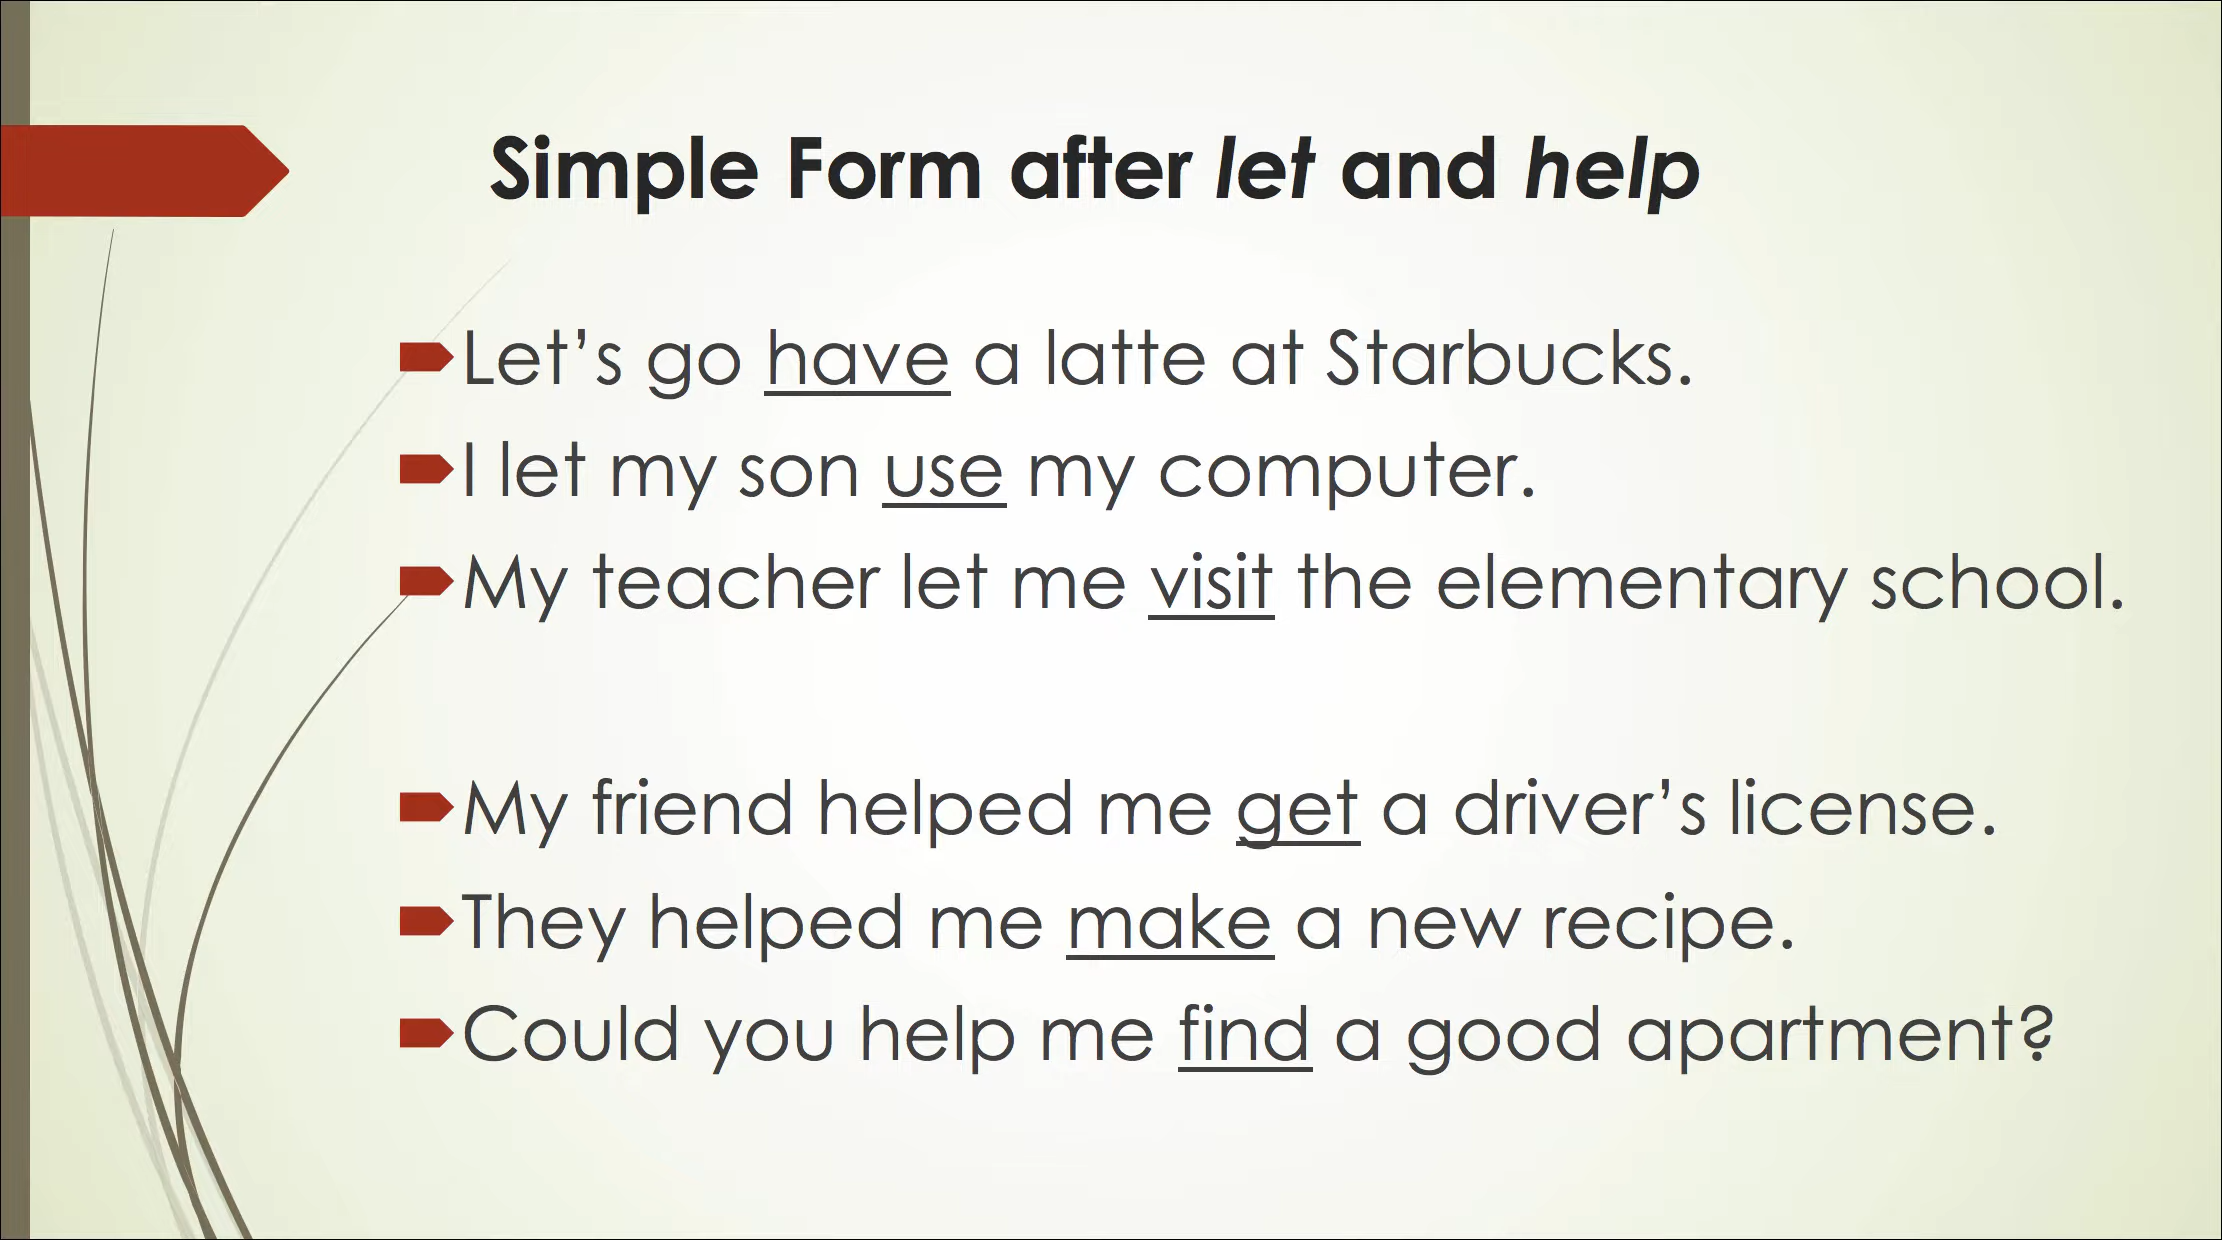 Simple Form after let and help
Let’s go have a latte at Starbucks.
I let my son use my computer.
My teacher let me visit the elementary school.
My friend helped me get a driver’s license.
They helped me make a new recipe.
Could you help me find a good apartment?